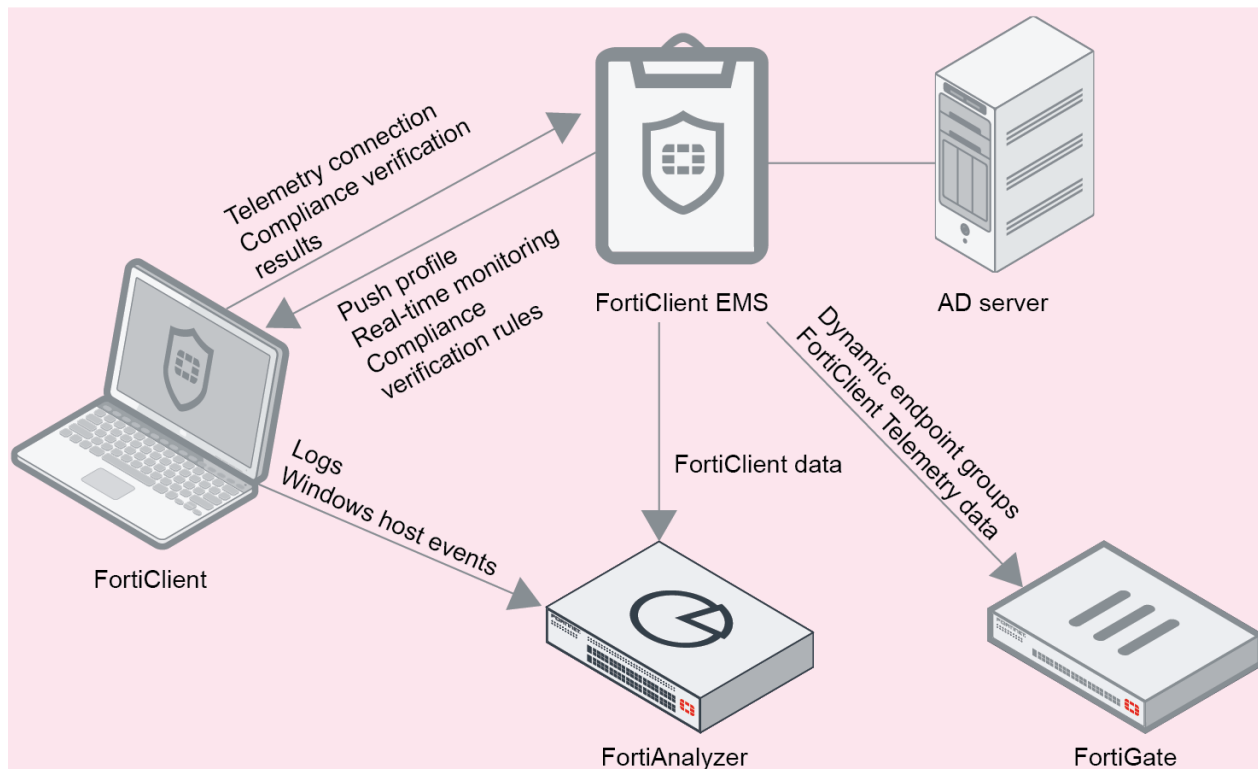 Telemetry connection
Compliance verification
results
Push profile
Real-time monitoring
Compliance
verification rules
FortiClient EMS
AD server
Dynamic endpoint groups
FortiClient Telemetry data
FortiClient data
Logs
Windows host events
FortiClient
FortiAnalyzer
FortiGate